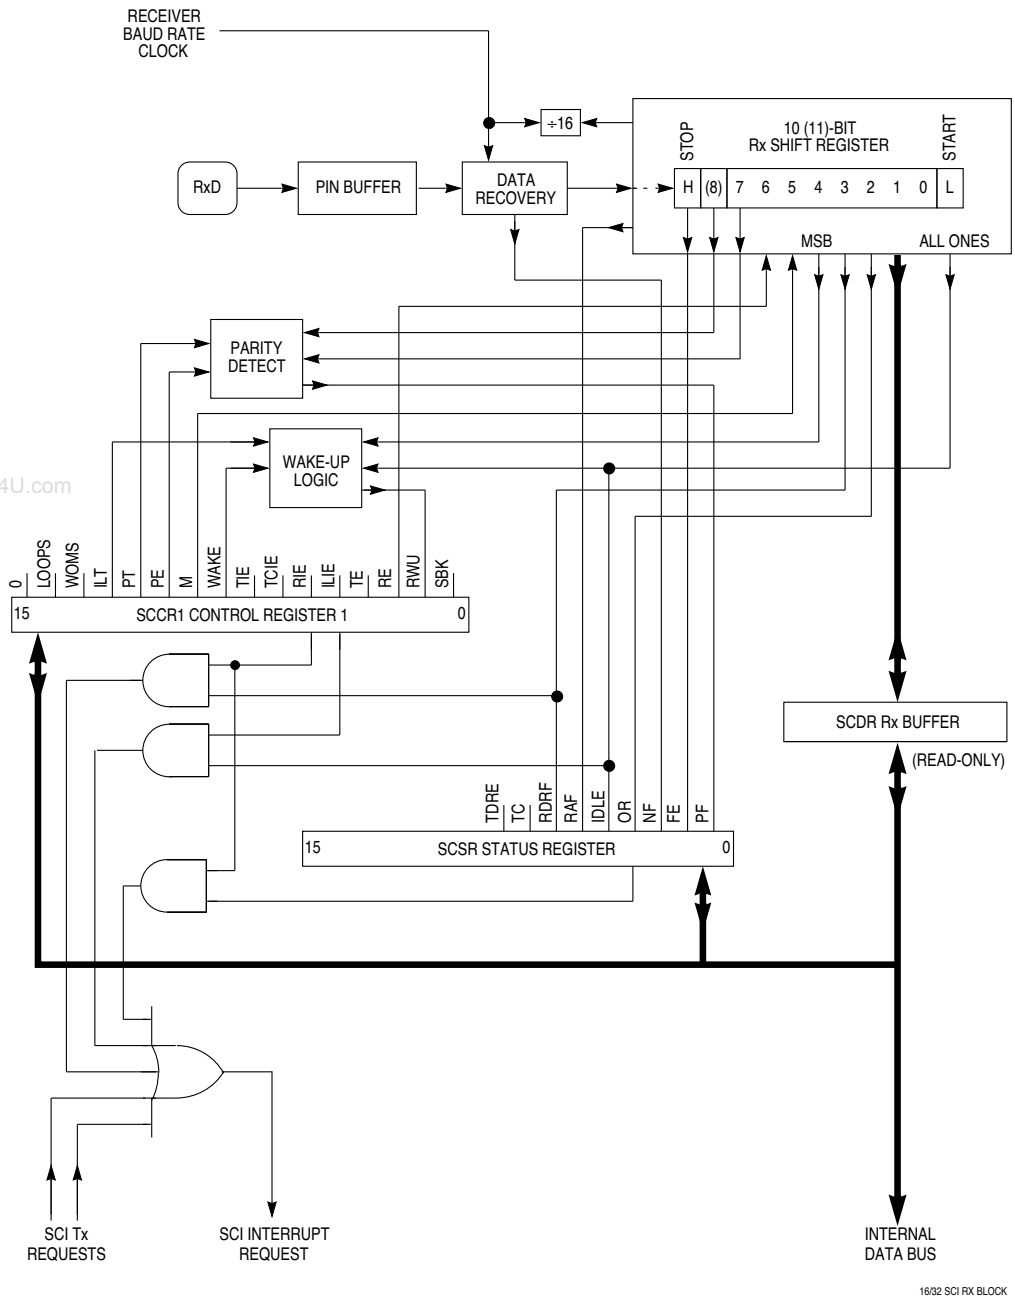 RECEIVER
BAUD RATE
CLOCK
÷16
10 (11)-BIT
Rx SHIFT REGISTER
STOP
START
RxD
PIN BUFFER
DATA
RECOVERY
H (8) 7 6 5 4 3 2 1 0 L
MSB
ALL ONES
PARITY
DETECT
WAKE-UP
LOGIC
4U.com
0
LOOPS
WOMS
ILT
PT
PE
M
WAKE
TIE
TCIE
RIE
ILIE
TE
RE
RWU
SBK
15 SCCR1 CONTROL REGISTER 1 0
SCDR Rx BUFFER
(READ-ONLY)
TDRE
TC
RDRF
RAF
IDLE
OR
NF
FE
PF
15 SCSR STATUS REGISTER 0
SCI Tx
REQUESTS
SCI INTERRUPT
REQUEST
INTERNAL
DATA BUS
16/32 SCI RX BLOCK